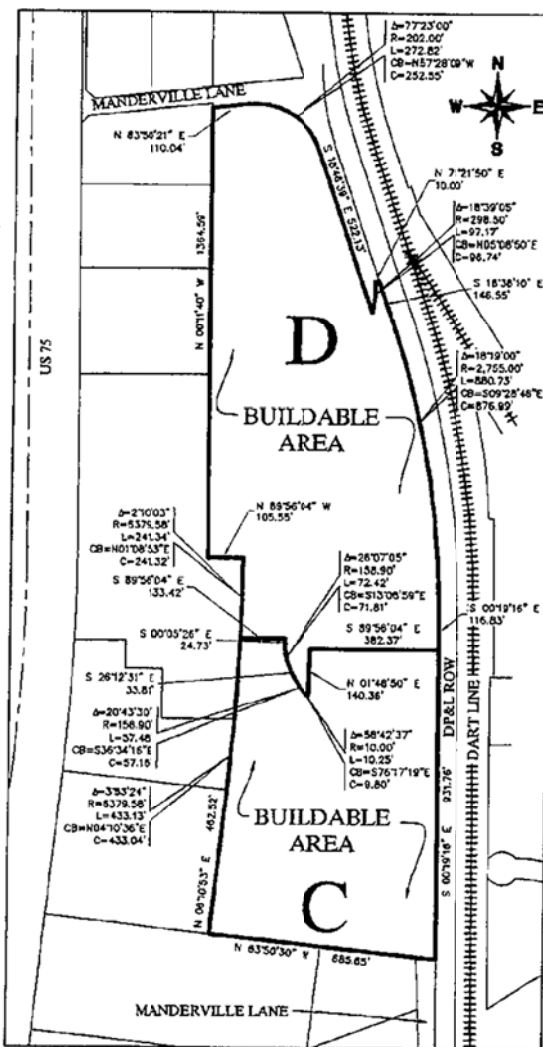 Δ=77°23'00"
R=202.00'
L=272.82'
CB=N57°28'09"W
C=252.55'
N
W E
S
MANDERVILLE LANE
N 83°50'21" E
110.04'
S 18°46'39" E 522.13'
N 71°21'50" E
10.00'
Δ=18°39'05"
R=298.50'
L=97.17'
CB=N05°08'50"E
C=96.74'
S 18°38'10" E
146.55'
N 00°11'40" W 1364.59'
US 75
D
Δ=18°19'00"
R=2,755.00'
L=880.73'
CB=S09°28'46"E
C=876.99'
BUILDABLE
AREA
N 89°56'04" W
105.55'
Δ=2°10'03"
R=6379.58'
L=241.34'
CB=N01°08'53"E
C=241.32'
S 89°56'04" E
133.42'
Δ=26°07'05"
R=158.90'
L=72.42'
CB=S13°06'59"E
C=71.81'
S 00°03'26" E
24.73'
S 89°56'04" E
382.37'
S 00°19'16" E
116.83'
S 26°12'31" E
33.81'
N 01°48'50" E
140.36'
Δ=20°43'30"
R=158.90'
L=57.48
CB=S36°34'16"E
C=57.16'
Δ=58°42'37"
R=10.00'
L=10.25'
CB=S76°17'19"E
C=9.80'
DP&L ROW
DART LINE
Δ=3°53'24"
R=6379.58'
L=433.13'
CB=N04°10'36"E
C=433.04'
BUILDABLE
AREA
N 06°10'53" E 462.52'
S 00°19'16" E 931.76'
C
N 83°50'30" W 685.65'
MANDERVILLE LANE